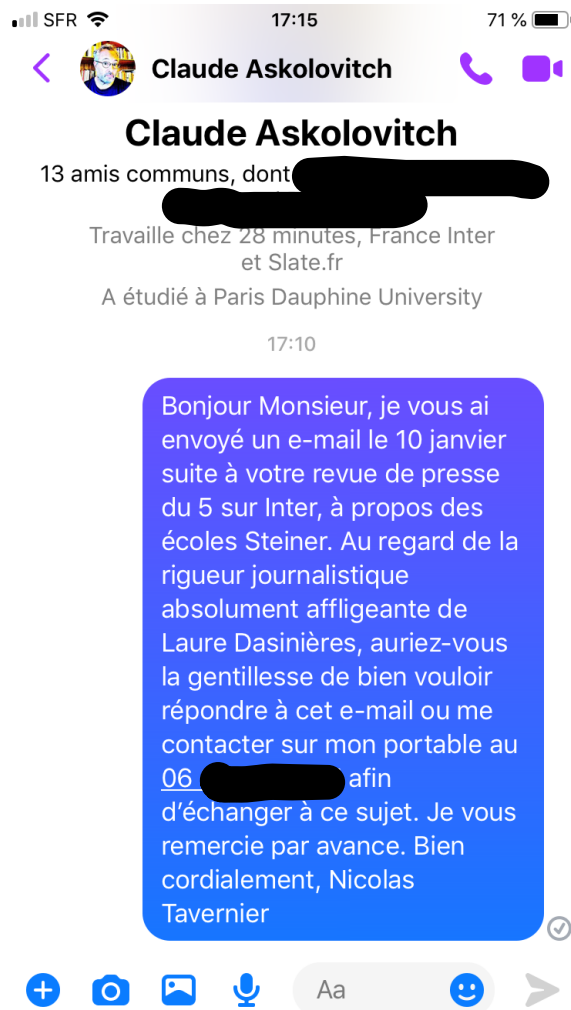 SFR 17:15 71 %
Claude Askolovitch
Claude Askolovitch
13 amis communs, dont
Travaille chez 28 minutes, France Inter
et Slate.fr
A étudié à Paris Dauphine University
17:10
Bonjour Monsieur, je vous ai
envoyé un e-mail le 10 janvier
suite à votre revue de presse
du 5 sur Inter, à propos des
écoles Steiner. Au regard de la
rigueur journalistique
absolument affligeante de
Laure Dasinières, auriez-vous
la gentillesse de bien vouloir
répondre à cet e-mail ou me
contacter sur mon portable au
06 afin
d’échanger à ce sujet. Je vous
remercie par avance. Bien
cordialement, Nicolas
Tavernier
Aa